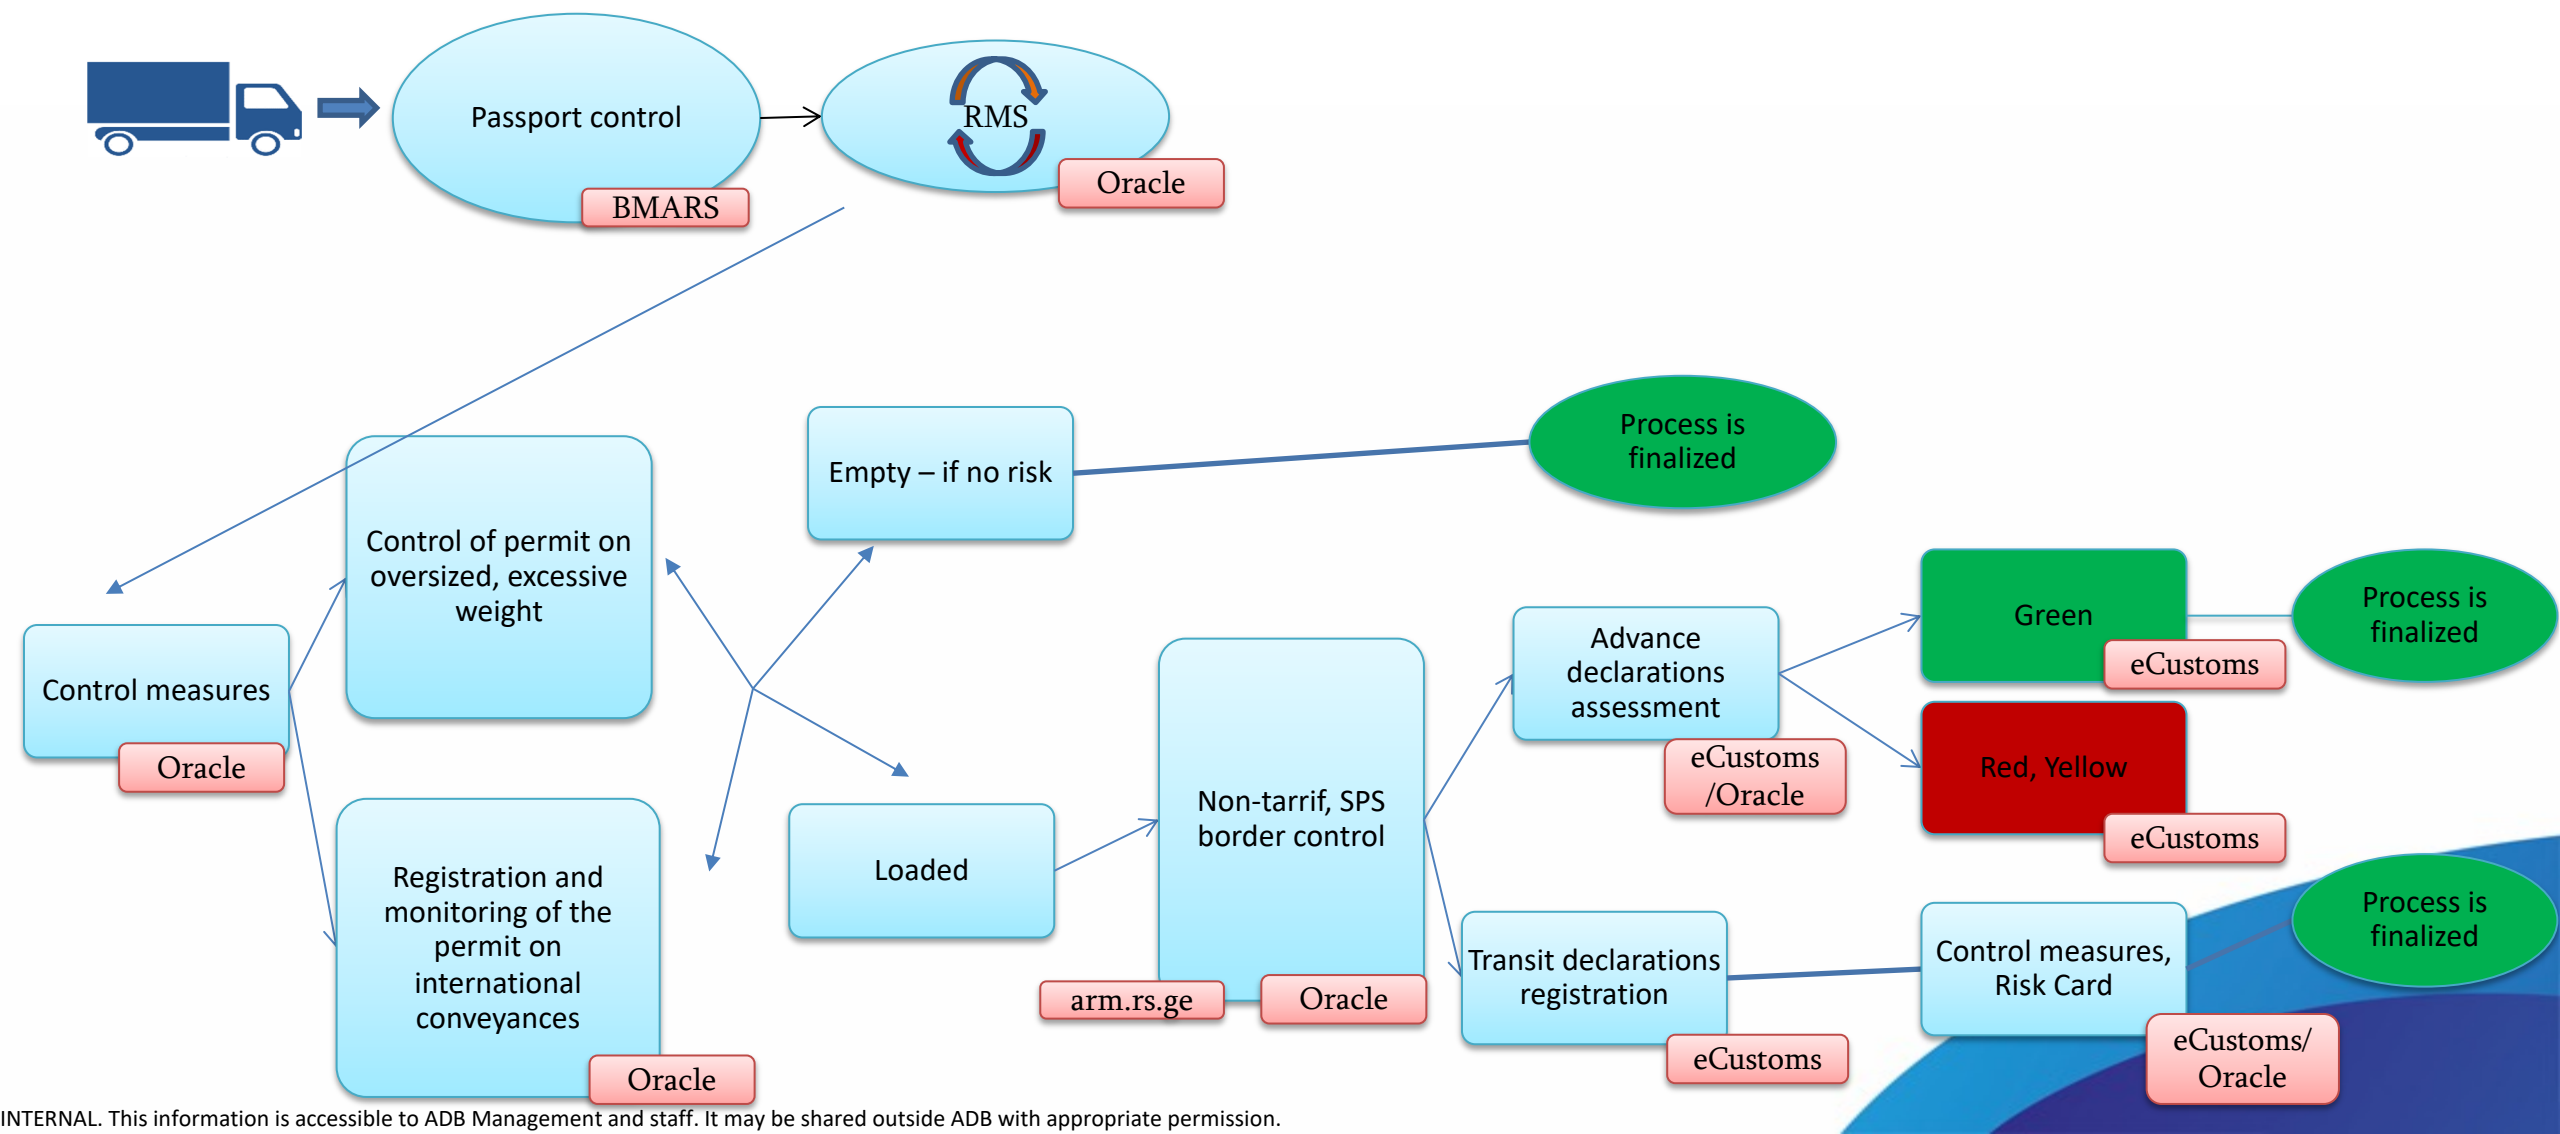 Passport control
BMARS
RMS
Oracle
Control measures
Oracle
Control of permit on
oversized, excessive
weight
Registration and
monitoring of the
permit on
international
conveyances
Oracle
Empty – if no risk
Process is
finalized
Loaded
Non-tarrif, SPS
border control
arm.rs.ge
Oracle
Advance
declarations
assessment
eCustoms
/Oracle
Green
eCustoms
Process is
finalized
Red, Yellow
eCustoms
Transit declarations
registration
eCustoms
Control measures,
Risk Card
eCustoms/
Oracle
Process is
finalized
INTERNAL. This information is accessible to ADB Management and staff. It may be shared outside ADB with appropriate permission.